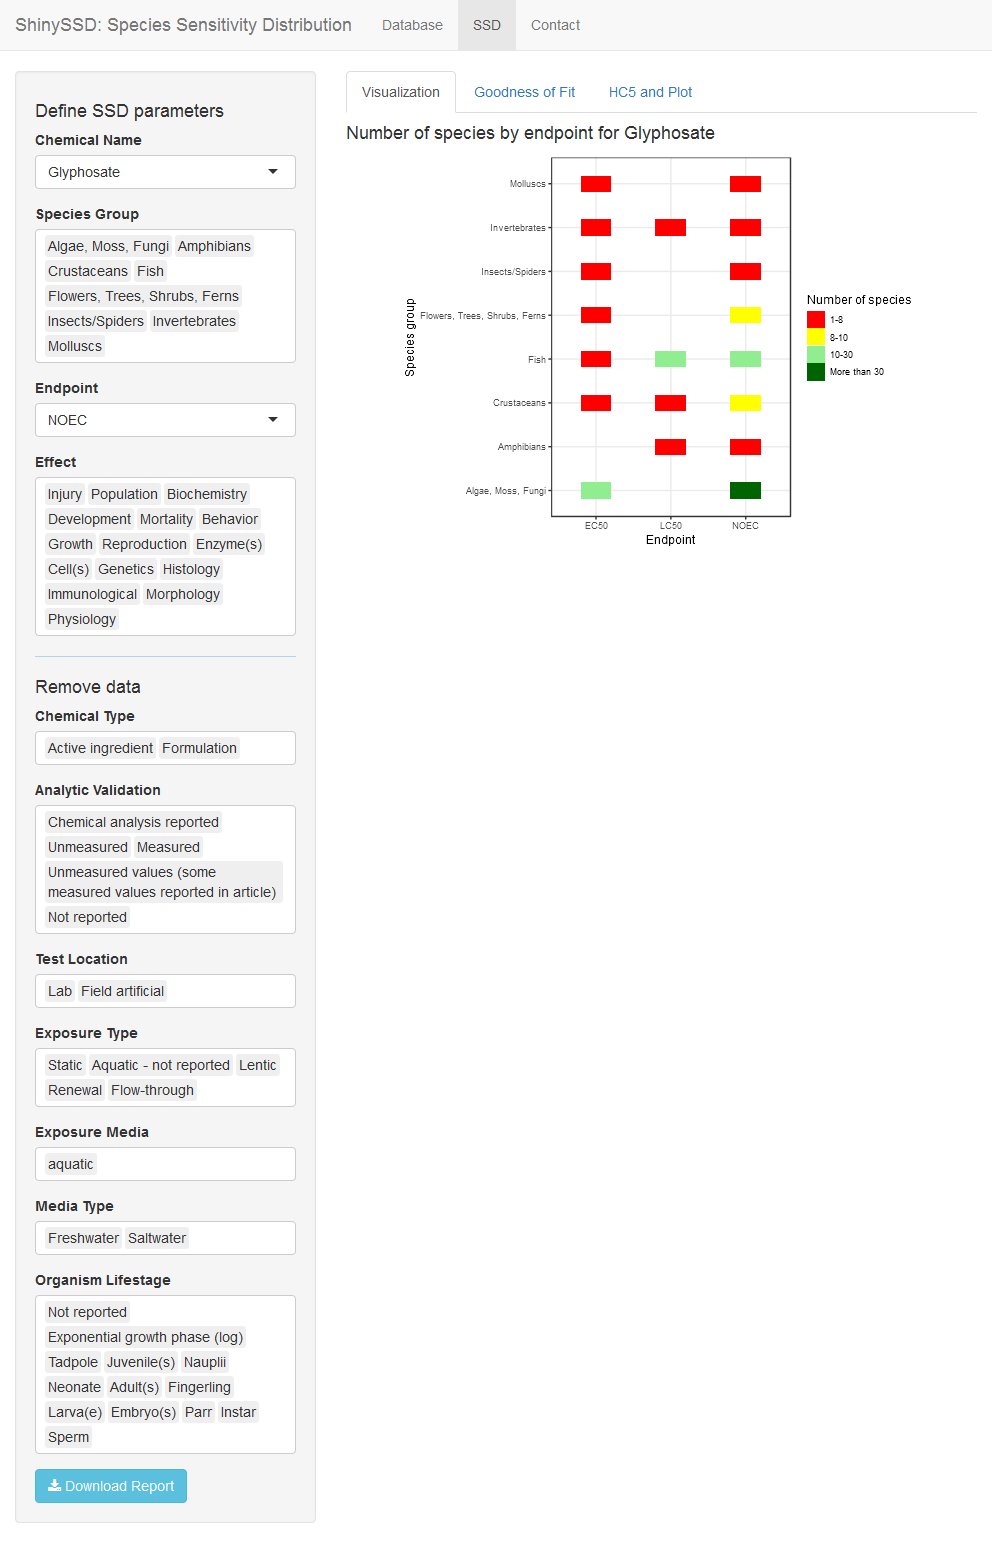 ShinySSD: Species Sensitivity Distribution Database SSD Contact
Define SSD parameters
Chemical Name
Glyphosate
Species Group
Algae, Moss, Fungi Amphibians
Crustaceans Fish
Flowers, Trees, Shrubs, Ferns
Insects/Spiders Invertebrates
Molluscs
Endpoint
NOEC
Effect
Injury Population Biochemistry
Development Mortality Behavior
Growth Reproduction Enzyme(s)
Cell(s) Genetics Histology
Immunological Morphology
Physiology
Remove data
Chemical Type
Active ingredient Formulation
Analytic Validation
Chemical analysis reported
Unmeasured Measured
Unmeasured values (some
measured values reported in article)
Not reported
Test Location
Lab Field artificial
Exposure Type
Static Aquatic - not reported Lentic
Renewal Flow-through
Exposure Media
aquatic
Media Type
Freshwater Saltwater
Organism Lifestage
Not reported
Exponential growth phase (log)
Tadpole Juvenile(s) Nauplii
Neonate Adult(s) Fingerling
Larva(e) Embryo(s) Parr Instar
Sperm
Download Report
Visualization Goodness of Fit HC5 and Plot
Number of species by endpoint for Glyphosate
Species group
Molluscs
Invertebrates
Insects/Spiders
Flowers, Trees, Shrubs, Ferns
Fish
Crustaceans
Amphibians
Algae, Moss, Fungi
EC50 LC50 NOEC
Endpoint
Number of species
1-8
8-10
10-30
More than 30